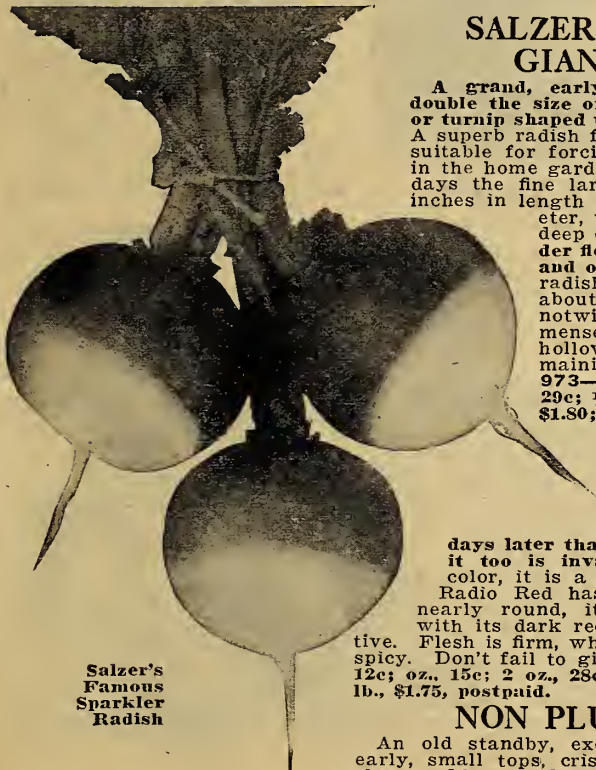 SALZER
GIAN
A grand, early
double the size o
or turnip shaped
A superb radish f
suitable for forci
in the home gard
days the fine lar
inches in length
eter,
deep
der fle
and o
radish
about
notwi
mense
hollov
maini
973—
29c;
$1.80;
days later tha
it too is inva
color, it is a
Radio Red has
nearly round, it
with its dark re
tive. Flesh is firm, wh
spicy. Don't fail to gi
12c; oz., 15c; 2 oz., 28c
lb., $1.75, postpaid.
Salzer's
Famous
Sparkler
Radish
NON PLU
An old standby, ex
early, small tops, cris